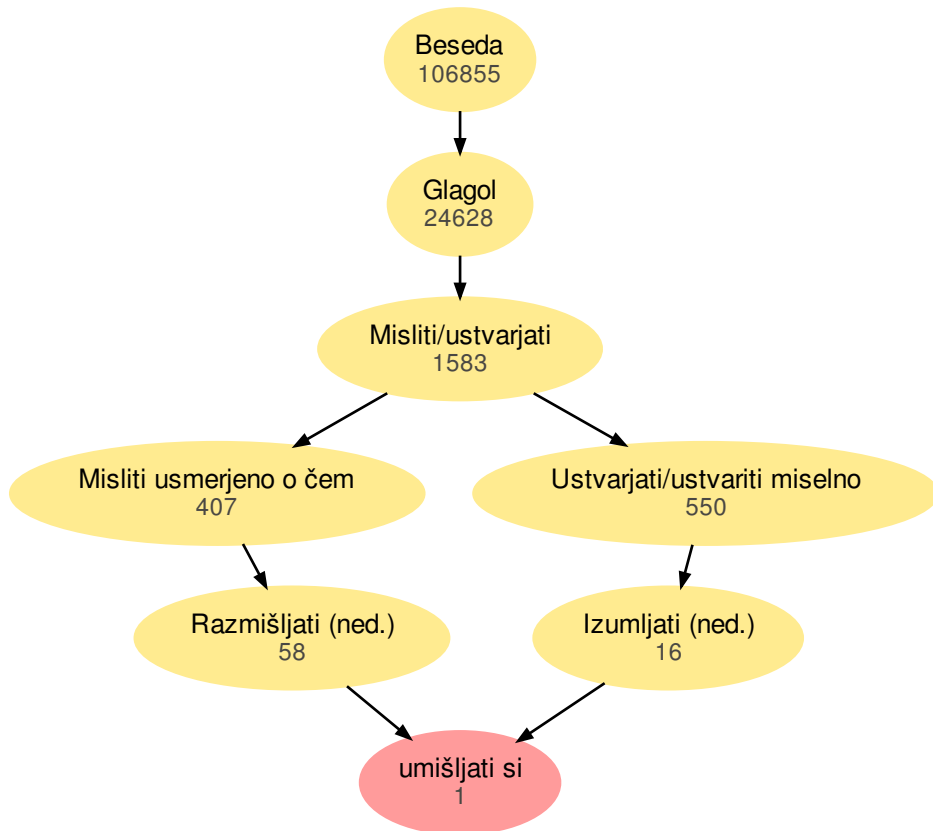 Beseda
106855
Glagol
24628
Misliti/ustvarjati
1583
Misliti usmerjeno o čem
407
Ustvarjati/ustvariti miselno
550
Razmišljati (ned.)
58
Izumljati (ned.)
16
umišljati si
1